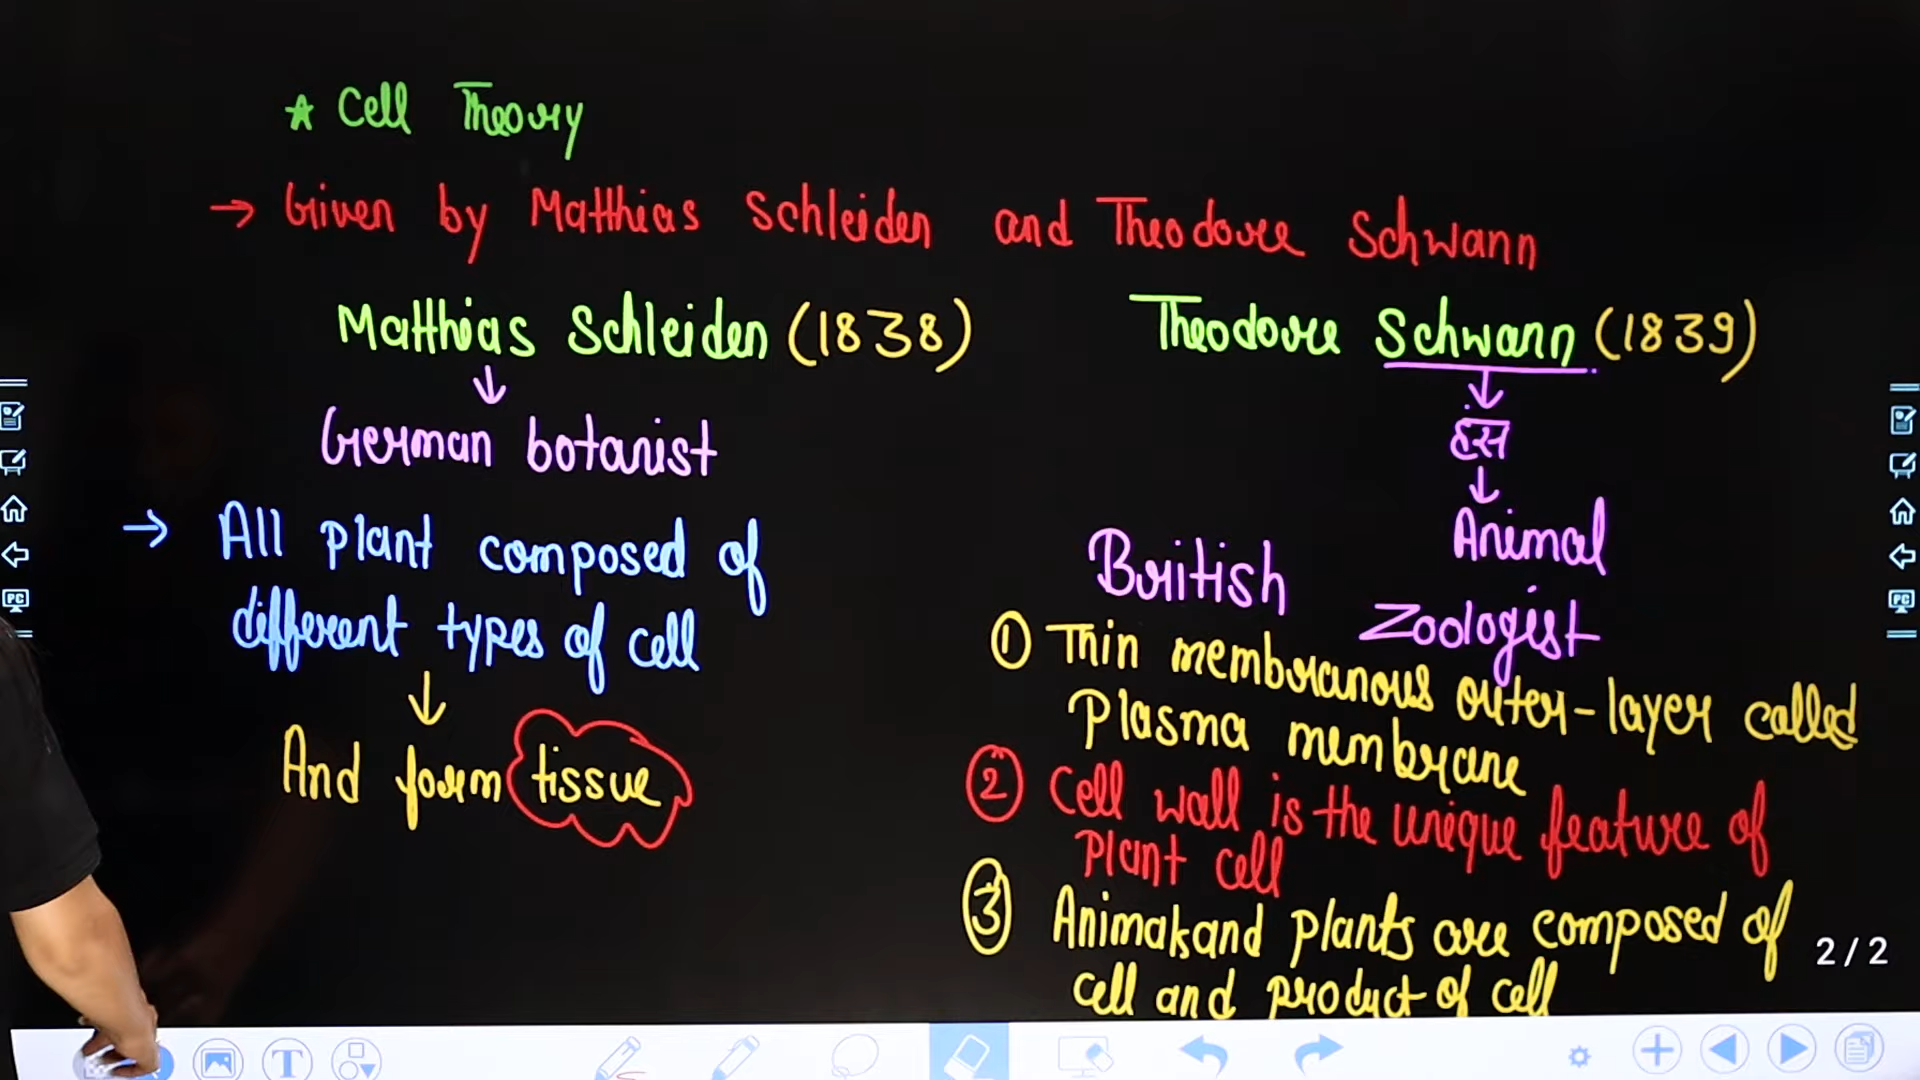 * Cell Theory
→ Given by Matthias Schleiden and Theodore Schwann
Matthias Schleiden (1838)
↓
German botanist
→ All plant composed of
different types of cell
↓
And form tissue
Theodore Schwann (1839)
↓
हंस
↓
Animal
British
Zoologist
① Thin membranous outer-layer called
Plasma membrane
② Cell wall is the unique feature of
Plant cell
③ Animals and plants are composed of
cell and product of cell
2/2
PC
PC
T